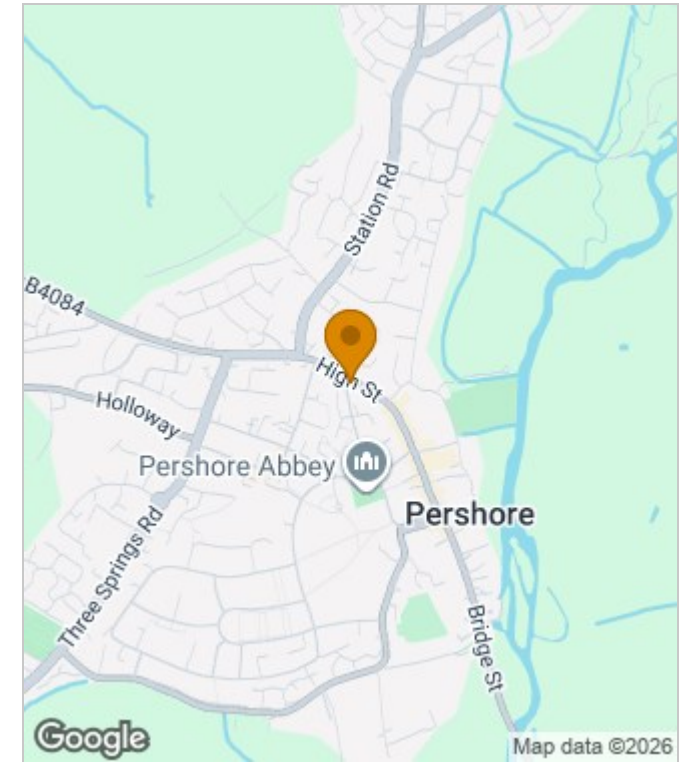 Station Rd
B4084
High St
Holloway
Pershore Abbey
Pershore
Three Springs Rd
Bridge St
Google
Map data ©2026